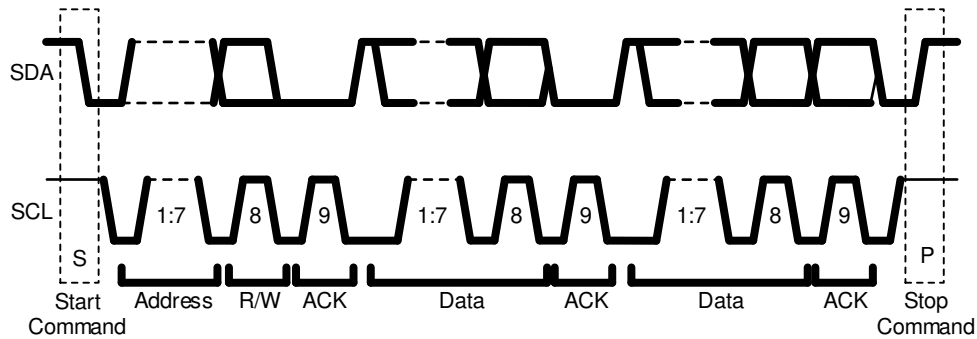 SDA
SCL
1:7 8 9 1:7 8 9 1:7 8 9
S P
Address R/W ACK Data ACK Data ACK
Start Command
Stop Command